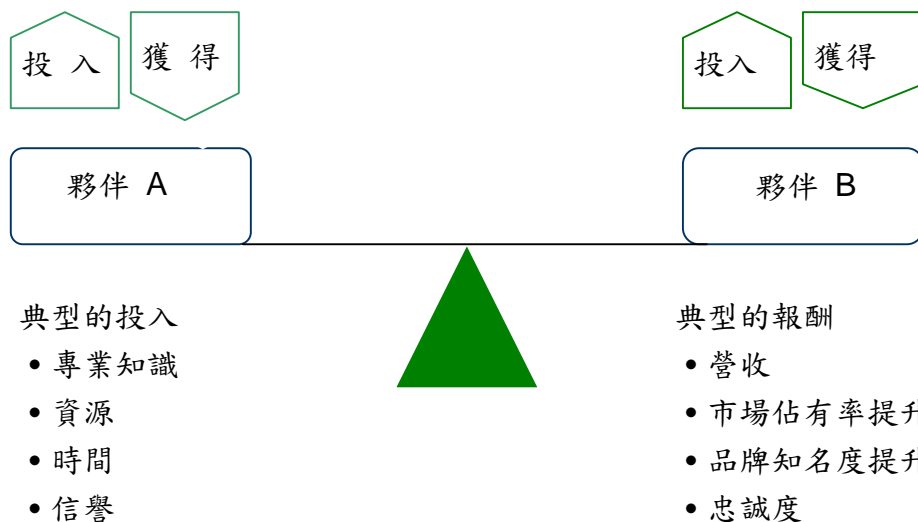 投 入
獲 得
投入
獲得
夥伴 A
夥伴 B
典型的投入
• 專業知識
• 資源
• 時間
• 信譽
典型的報酬
• 營收
• 市場佔有率提升
• 品牌知名度提升
• 忠誠度